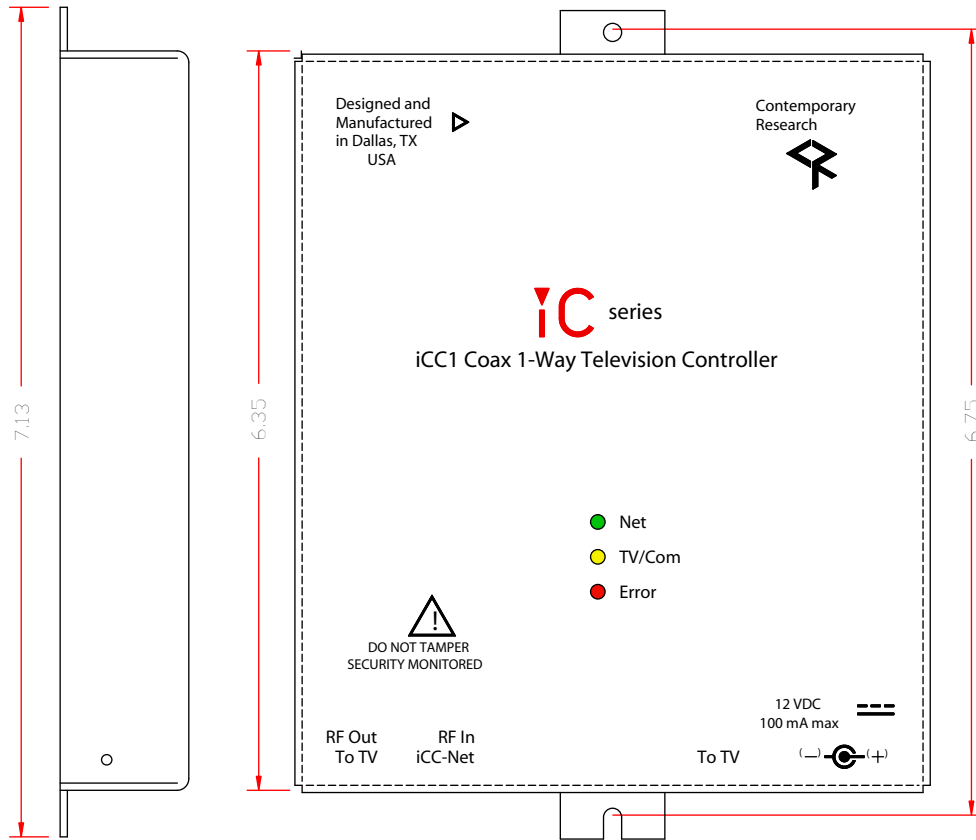 Designed and
Manufactured
in Dallas, TX
USA
Contemporary
Research
iC series
iCC1 Coax 1-Way Television Controller
7.13
6.35
6.75
Net
TV/Com
Error
!
DO NOT TAMPER
SECURITY MONITORED
12 VDC
100 mA max
RF Out
To TV
RF In
iCC-Net
To TV
(−) (+)